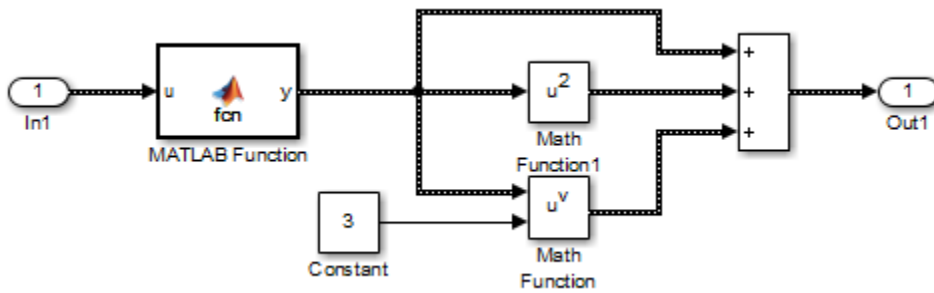 1
In1
u
fcn
y
MATLAB Function
u2
Math
Function1
3
Constant
uv
Math
Function
+
+
+
1
Out1